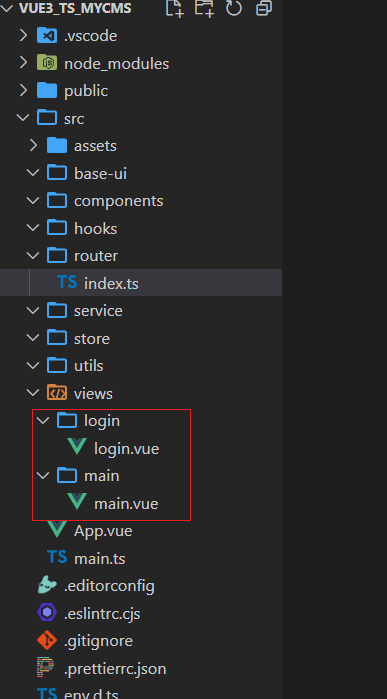 VUE3_TS_MYCMS
.vscode
node_modules
public
src
assets
base-ui
components
hooks
router
TS index.ts
service
store
utils
views
login
login.vue
main
main.vue
App.vue
TS main.ts
.editorconfig
.eslintrc.cjs
.gitignore
.prettierrc.json
TS env.d.ts